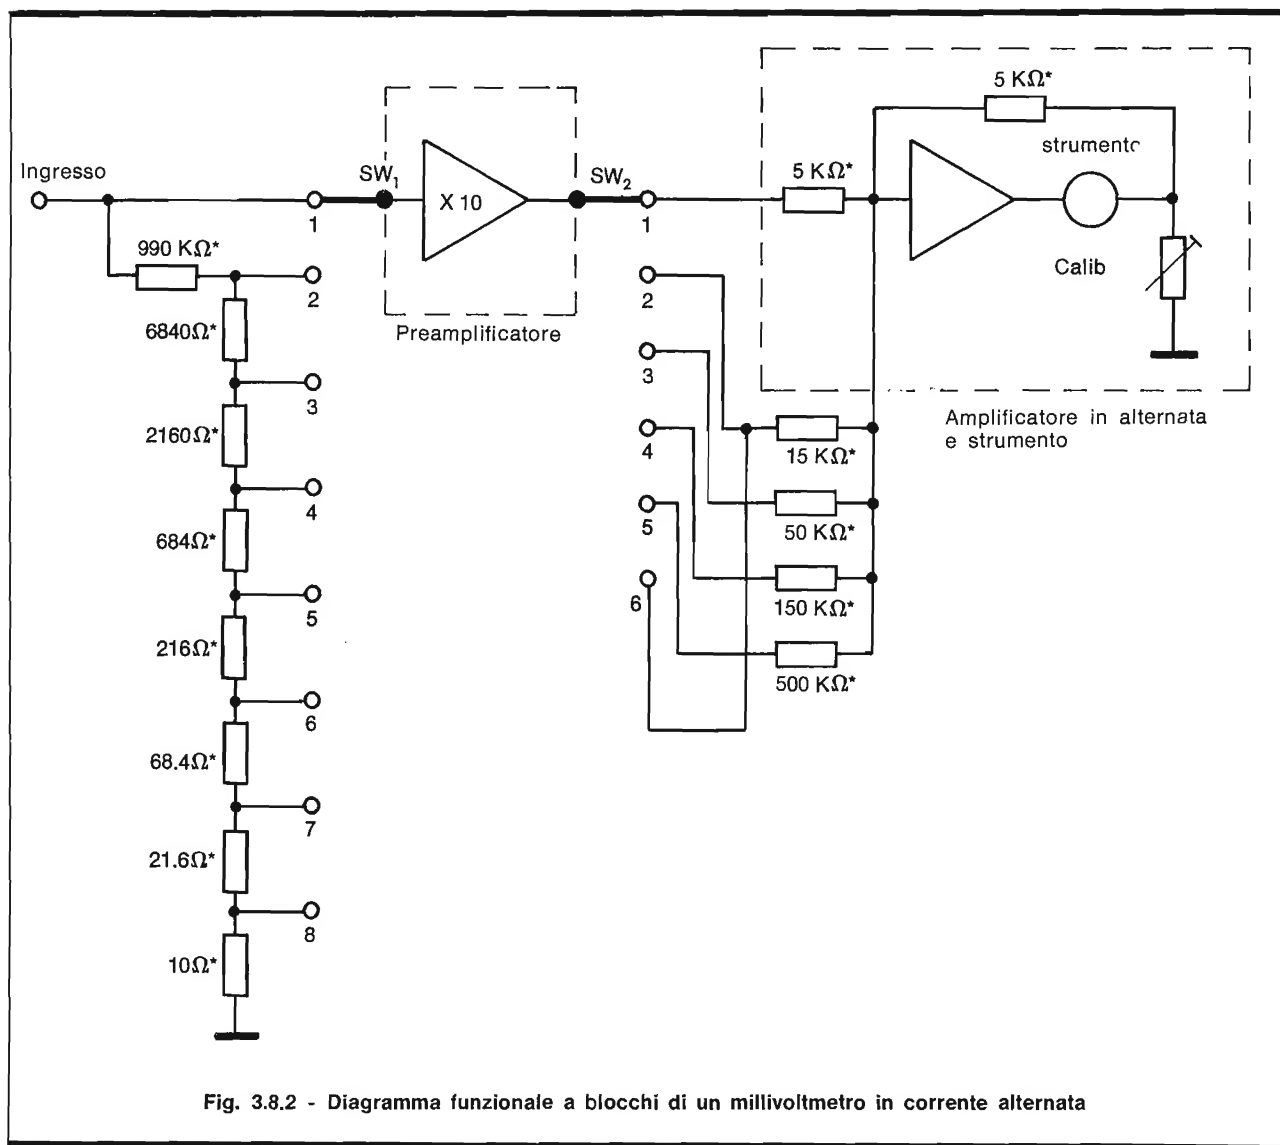 Ingresso
1
990 KΩ*
2
6840Ω*
3
2160Ω*
4
684Ω*
5
216Ω*
6
68.4Ω*
7
21.6Ω*
8
10Ω*
SW1
X 10
Preamplificatore
SW2
1
2
3
4
5
6
5 KΩ*
5 KΩ*
strumento
Calib
Amplificatore in alternata
e strumento
15 KΩ*
50 KΩ*
150 KΩ*
500 KΩ*
Fig. 3.8.2 - Diagramma funzionale a blocchi di un millivoltmetro in corrente alternata